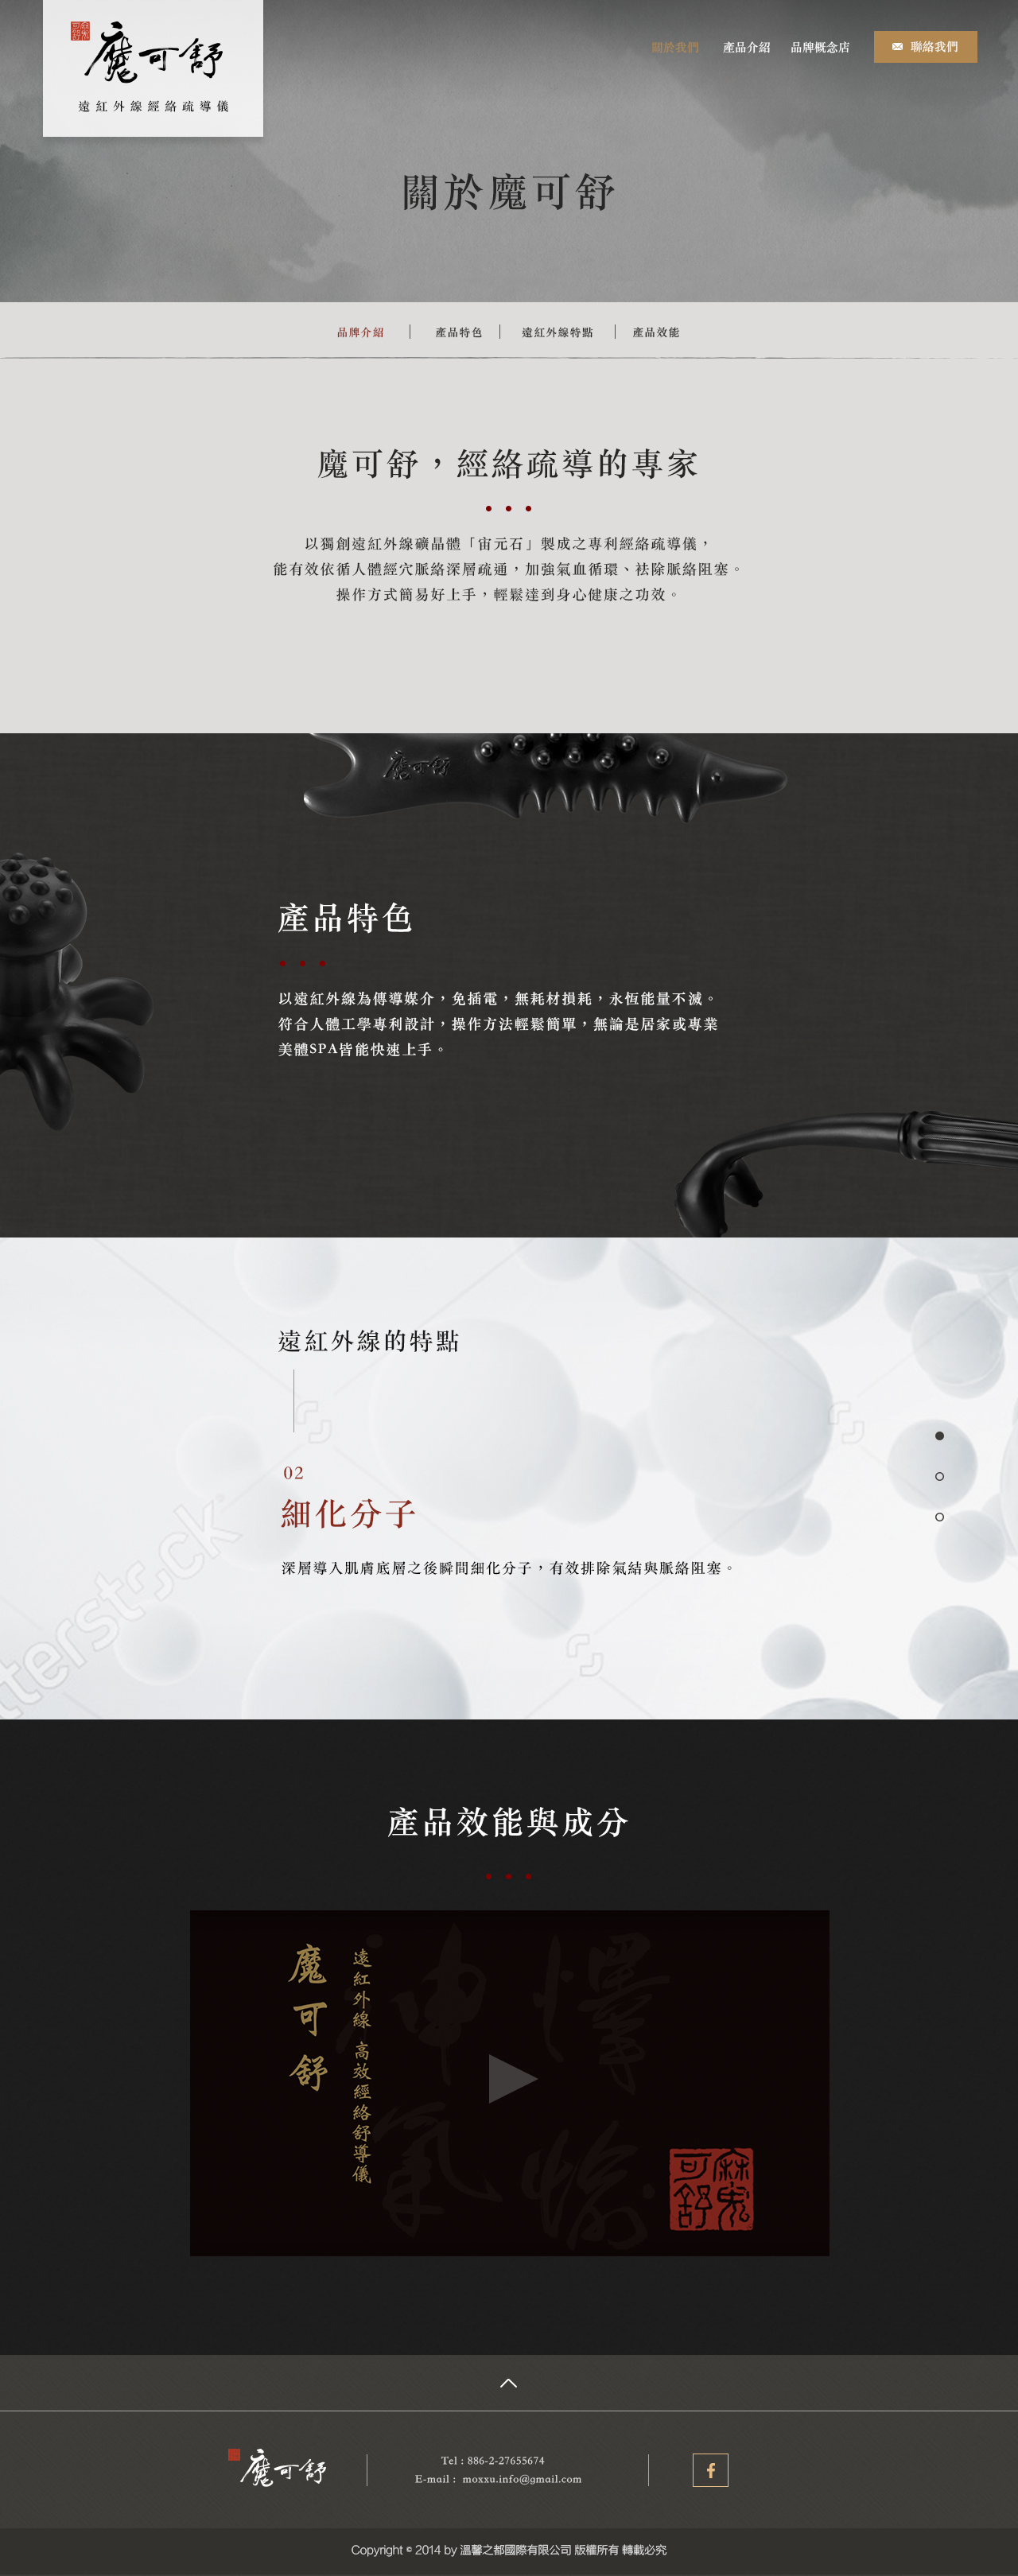 魔可舒
遠紅外線經絡疏導儀
關於我們
產品介紹
品牌概念店
聯絡我們
關於魔可舒
品牌介紹
產品特色
遠紅外線特點
產品效能
魔可舒，經絡疏導的專家
以獨創遠紅外線礦晶體「宙元石」製成之專利經絡疏導儀，
能有效依循人體經穴脈絡深層疏通，加強氣血循環、祛除脈絡阻塞。
操作方式簡易好上手，輕鬆達到身心健康之功效。
魔可舒
產品特色
以遠紅外線為傳導媒介，免插電，無耗材損耗，永恆能量不滅。
符合人體工學專利設計，操作方法輕鬆簡單，無論是居家或專業
美體SPA皆能快速上手。
遠紅外線的特點
02
細化分子
深層導入肌膚底層之後瞬間細化分子，有效排除氣結與脈絡阻塞。
產品效能與成分
魔可舒
遠紅外線 高效經絡舒導儀
魔可舒
Tel : 886-2-27655674
E-mail : moxxu.info@gmail.com
Copyright © 2014 by 溫馨之都國際有限公司 版權所有 轉載必究